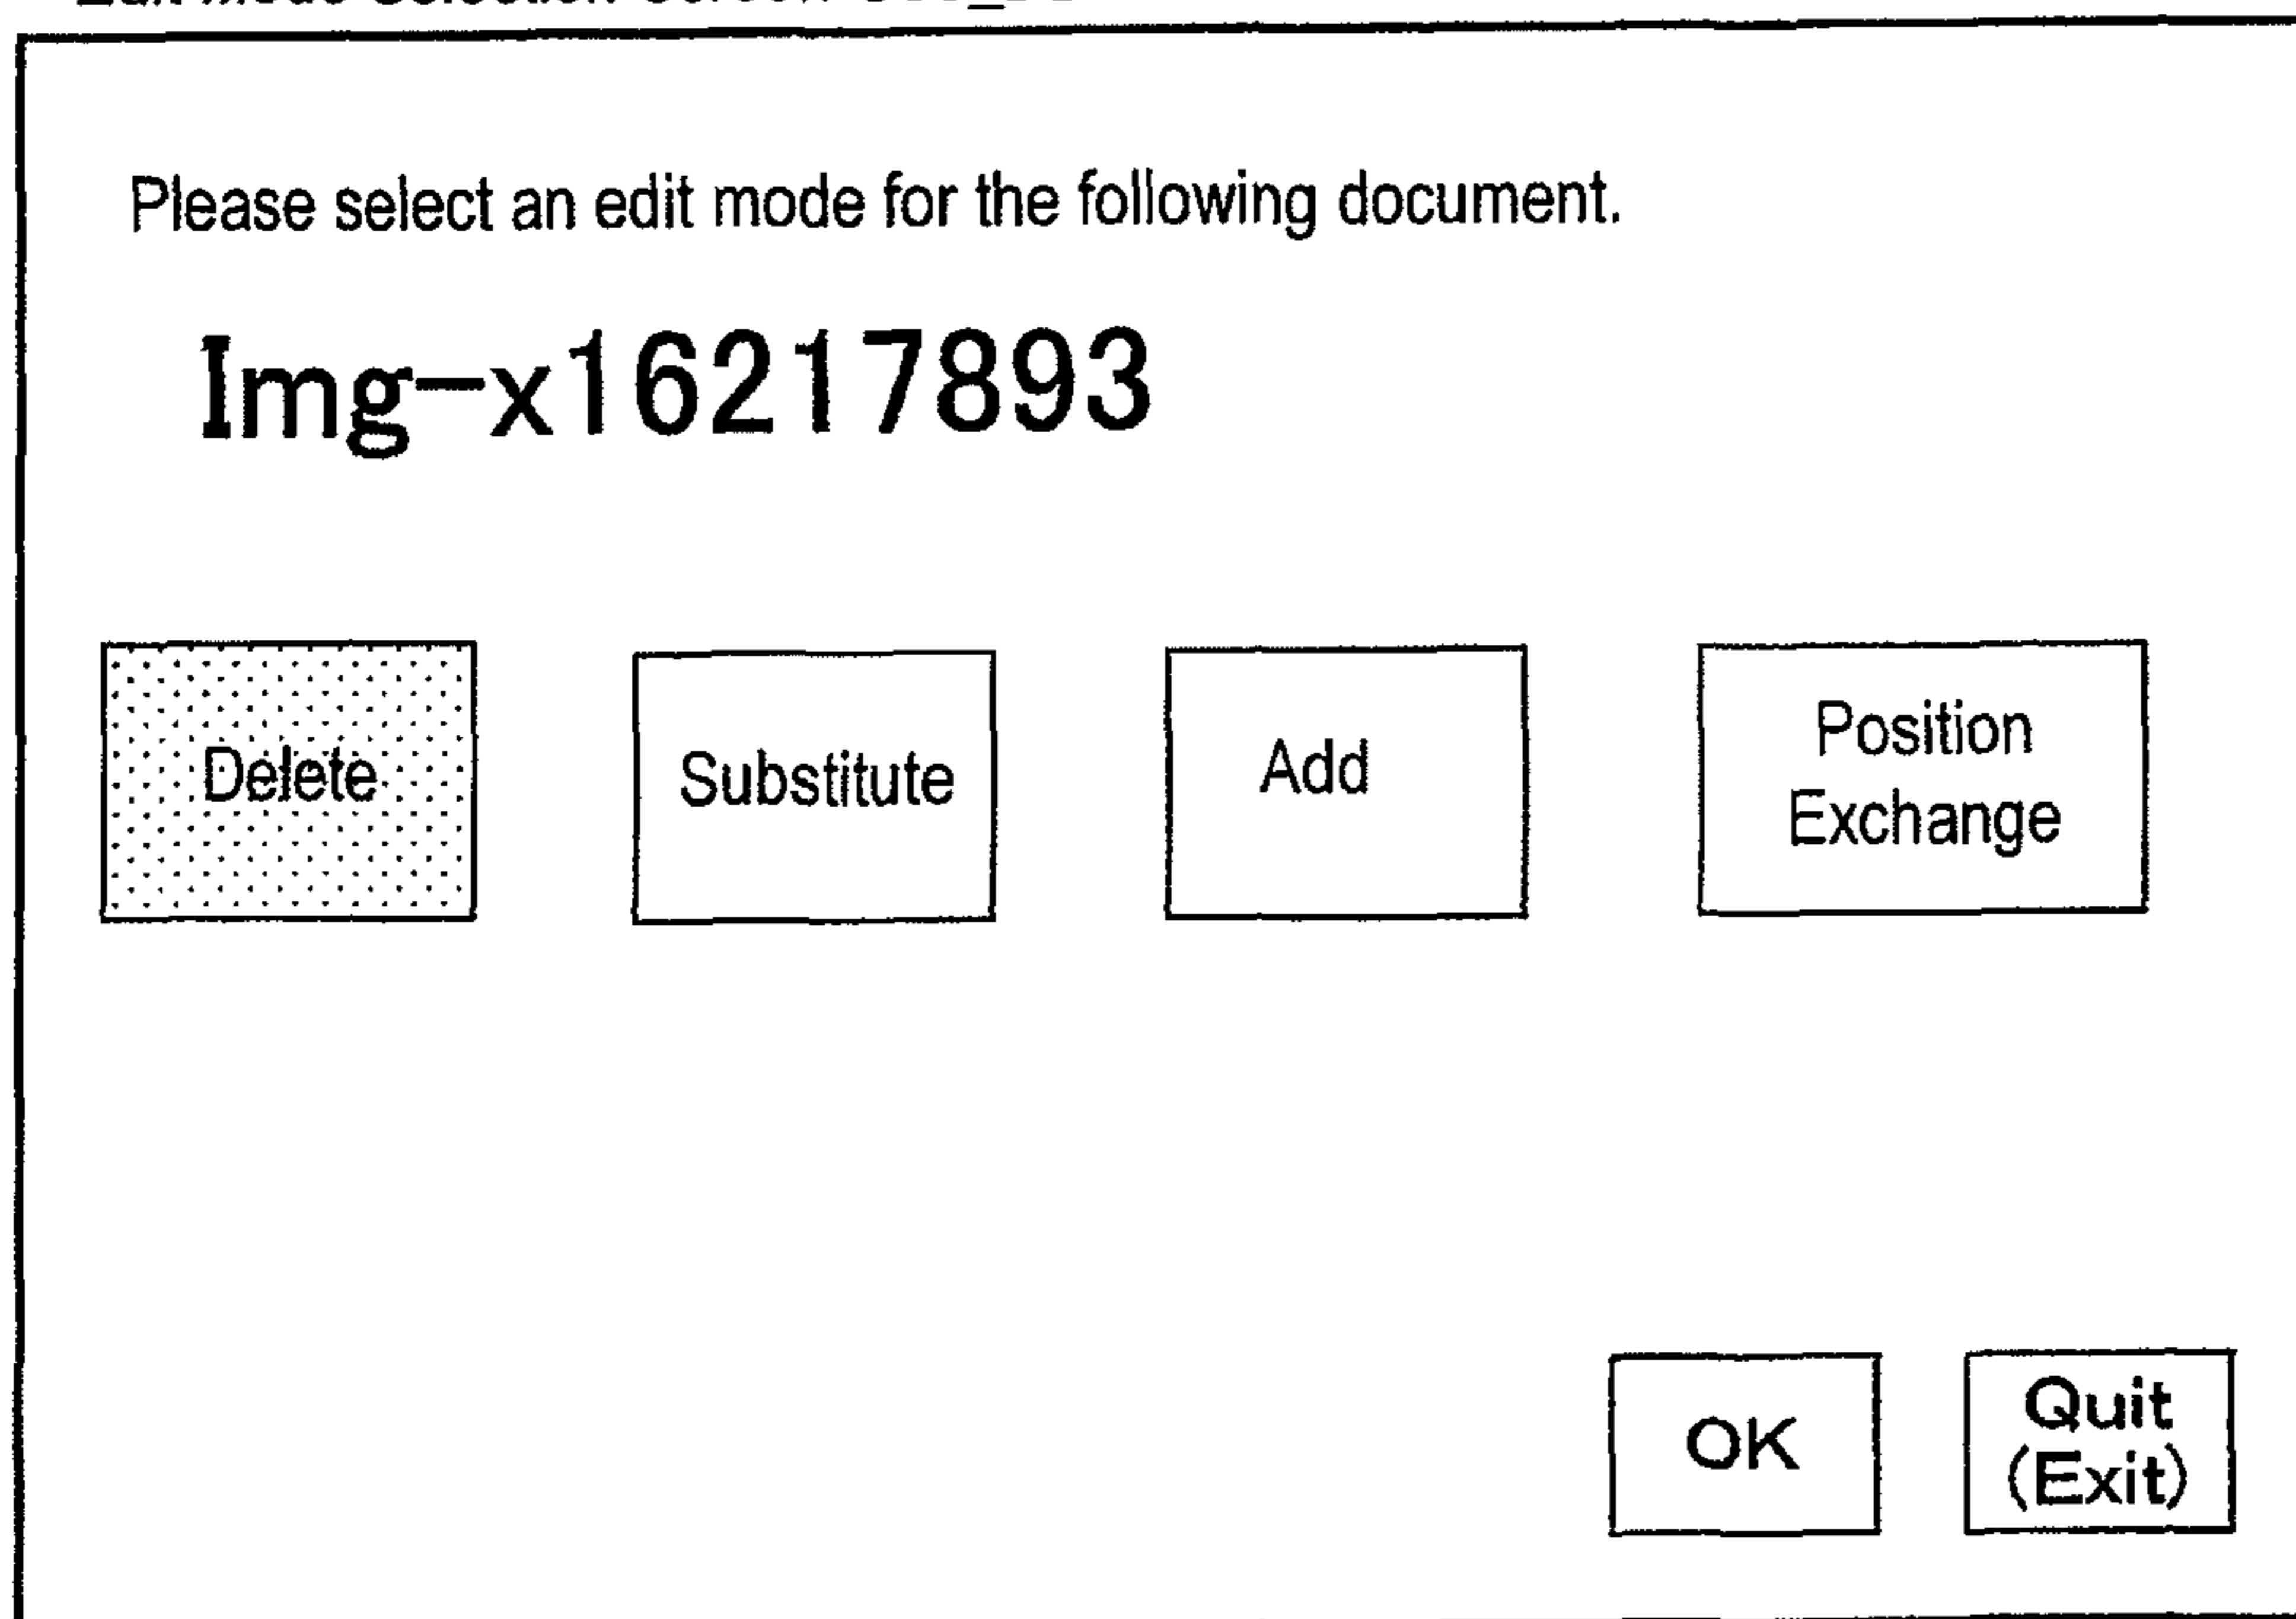 Please select an edit mode for the following document.
Img-x16217893
Delete
Substitute
Add
Position
Exchange
OK
Quit
(Exit)